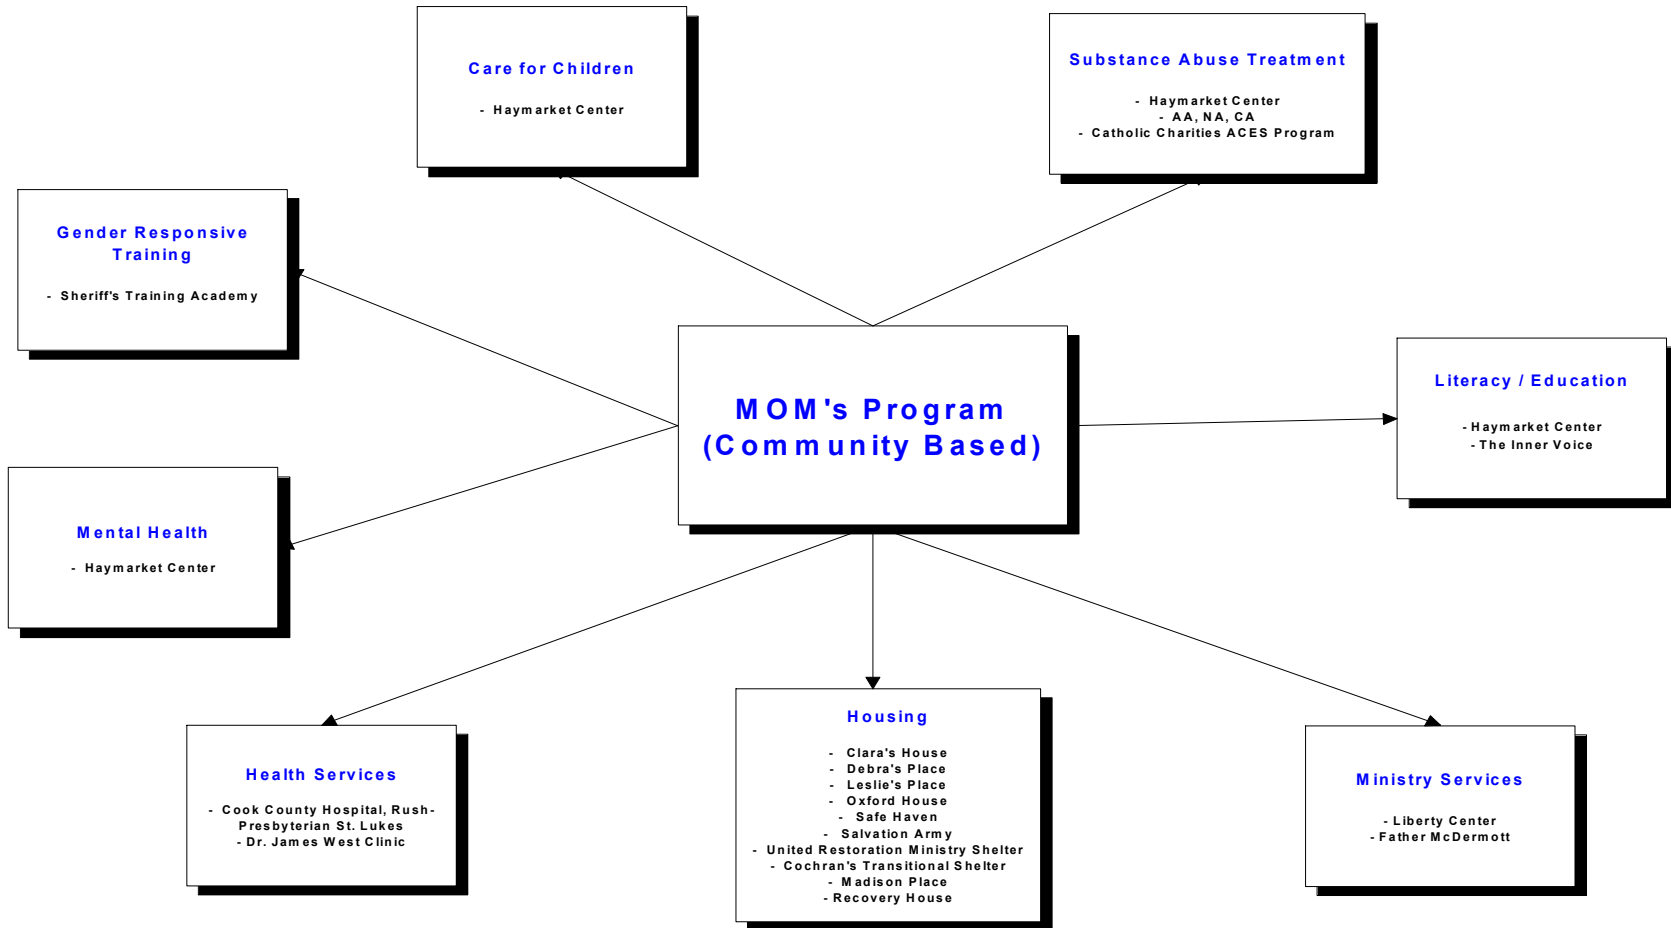 Care for Children
- Haymarket Center
Substance Abuse Treatment
- Haymarket Center
- AA, NA, CA
- Catholic Charities ACES Program
Gender Responsive
Training
- Sheriff's Training Academy
MOM's Program
(Community Based)
Literacy / Education
- Haymarket Center
- The Inner Voice
Mental Health
- Haymarket Center
Health Services
- Cook County Hospital, Rush-
Presbyterian St. Lukes
- Dr. James West Clinic
Housing
- Clara's House
- Debra's Place
- Leslie's Place
- Oxford House
- Safe Haven
- Salvation Army
- United Restoration Ministry Shelter
- Cochran's Transitional Shelter
- Madison Place
- Recovery House
Ministry Services
- Liberty Center
- Father McDermott